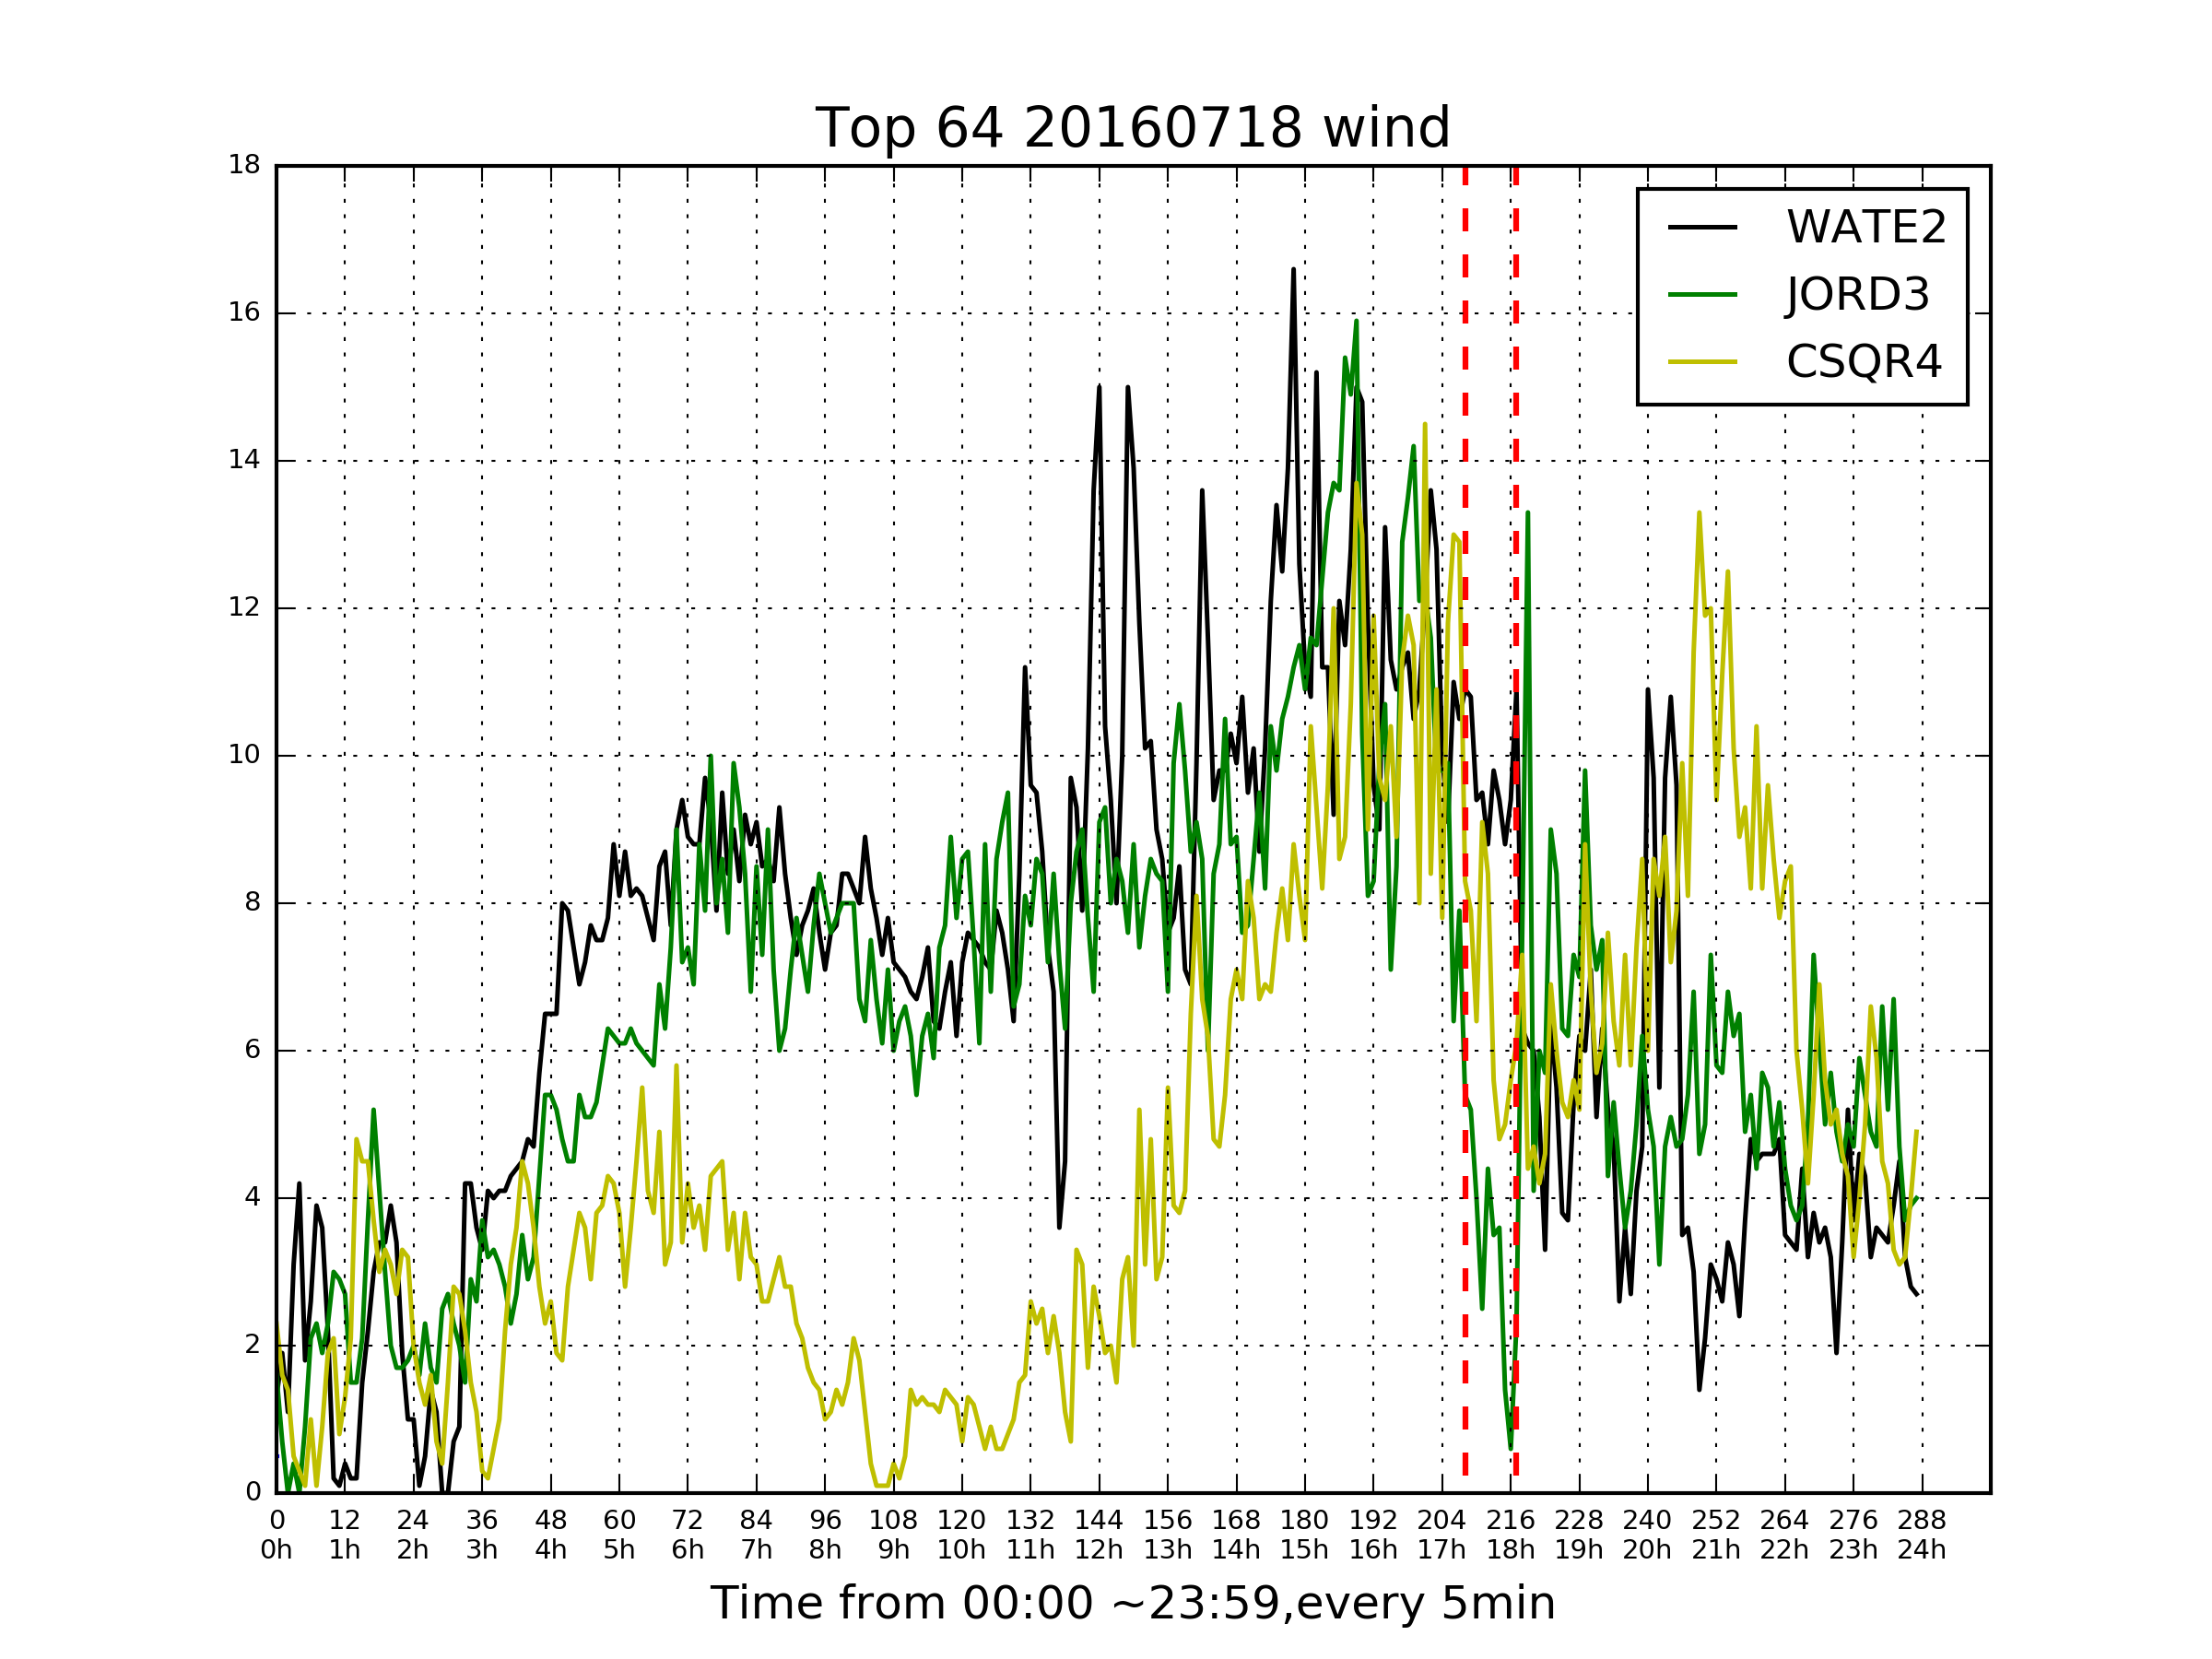 Top 64 20160718 wind
18
16
14
12
10
8
6
4
2
0
WATE2
JORD3
CSQR4
0 12 24 36 48 60 72 84 96 108 120 132 144 156 168 180 192 204 216 228 240 252 264 276 288
0h 1h 2h 3h 4h 5h 6h 7h 8h 9h 10h 11h 12h 13h 14h 15h 16h 17h 18h 19h 20h 21h 22h 23h 24h
Time from 00:00 ~23:59,every 5min